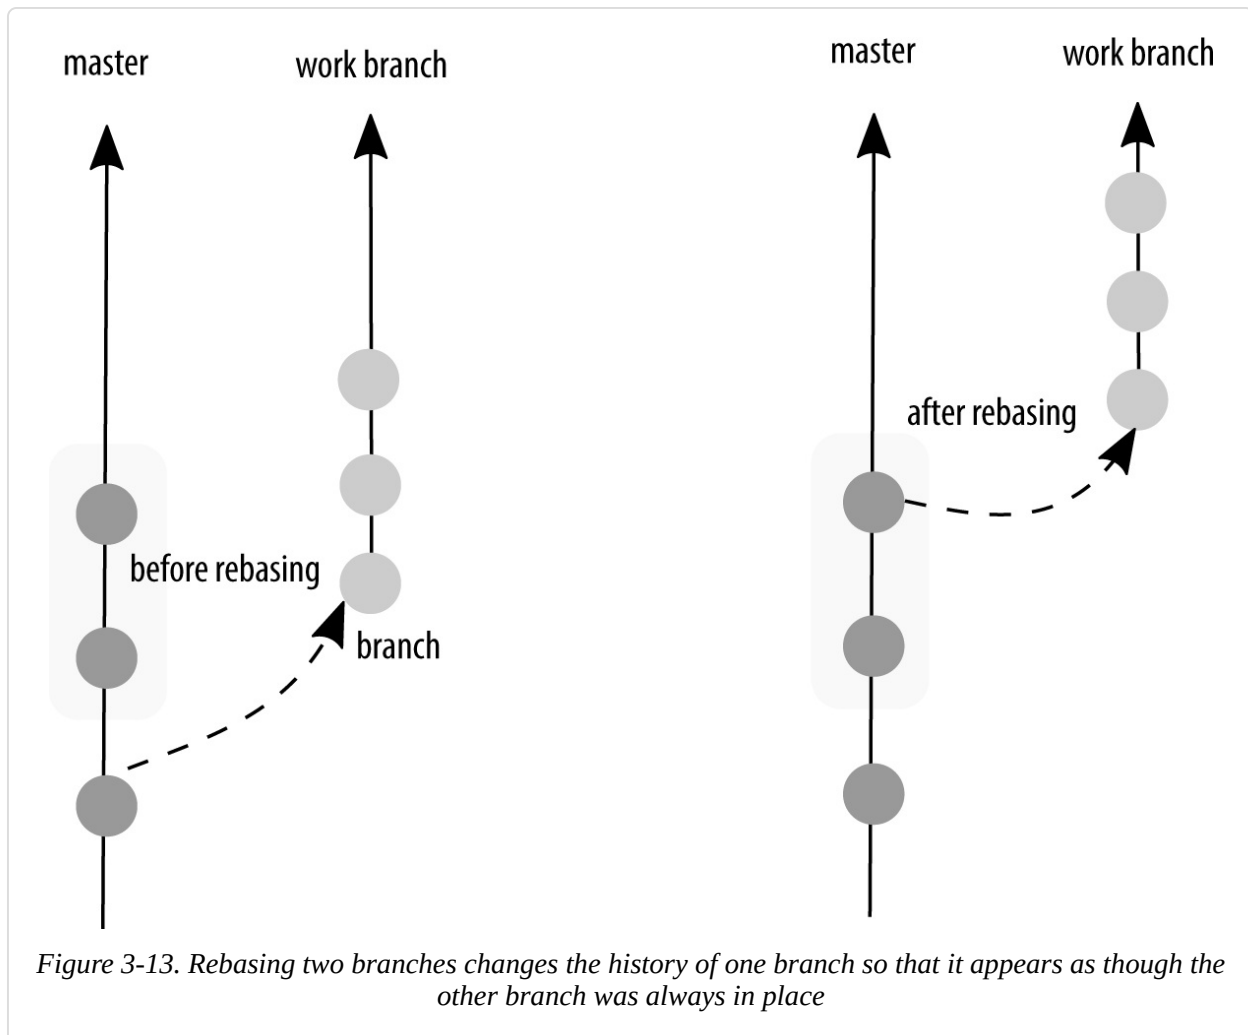 master
work branch
before rebasing
branch
master
work branch
after rebasing
Figure 3-13. Rebasing two branches changes the history of one branch so that it appears as though the
other branch was always in place